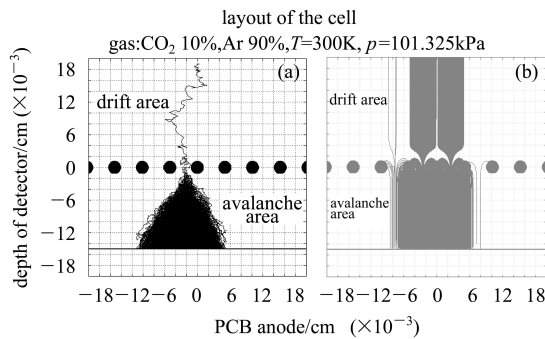 layout of the cell
gas:CO₂ 10%,Ar 90%,T=300K, p=101.325kPa
depth of detector/cm (×10⁻³)
18
12
6
0
−6
−12
−18
(a)
drift area
avalanche
area
(b)
drift area
avalanche
area
−18−12−6 0 6 12 18
−18−12−6 0 6 12 18
PCB anode/cm (×10⁻³)